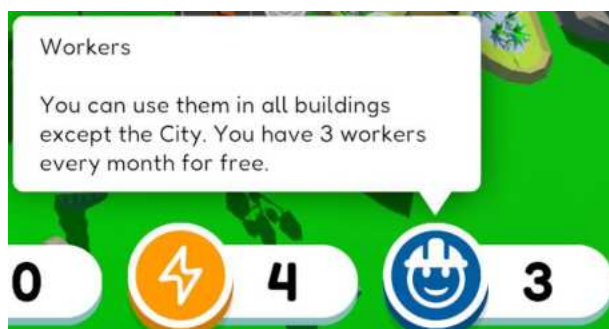 Workers
You can use them in all buildings
except the City. You have 3 workers
every month for free.
0 4 3